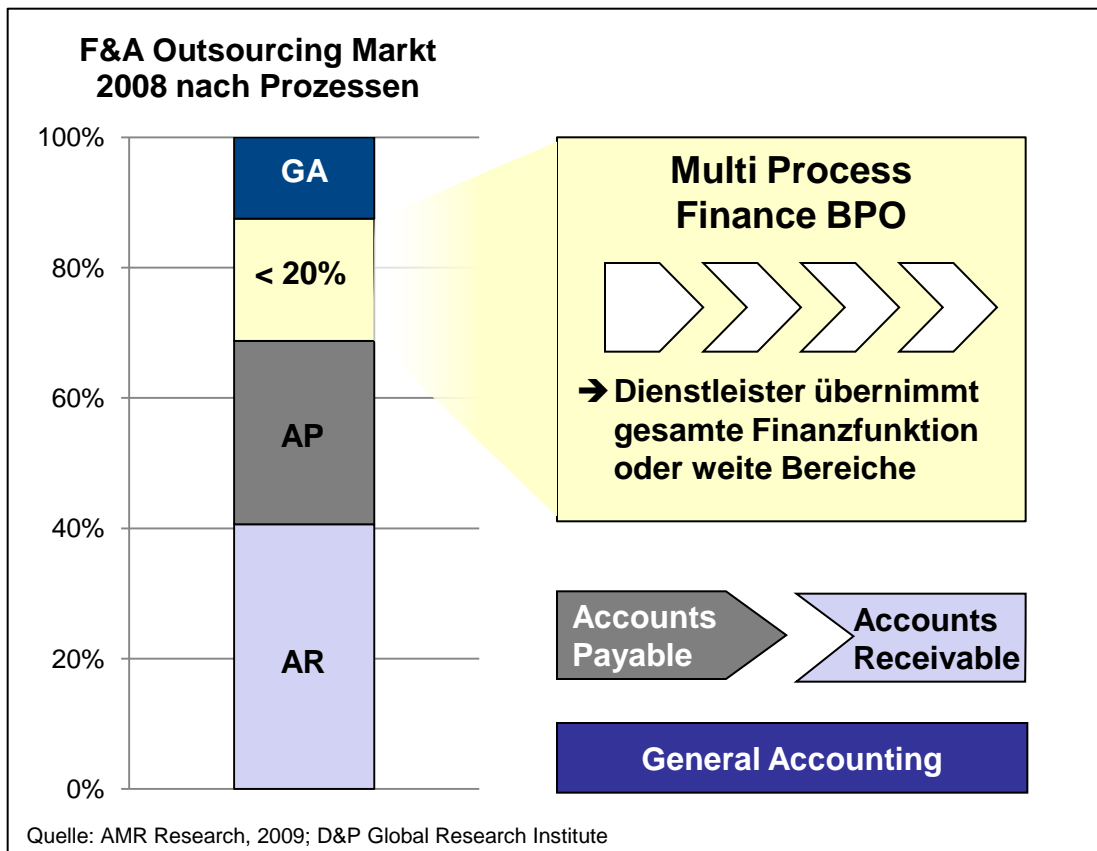 F&A Outsourcing Markt
2008 nach Prozessen
100%
80%
60%
40%
20%
0%
GA
< 20%
AP
AR
Multi Process
Finance BPO
➔ Dienstleister übernimmt
gesamte Finanzfunktion
oder weite Bereiche
Accounts
Payable
Accounts
Receivable
General Accounting
Quelle: AMR Research, 2009; D&P Global Research Institute